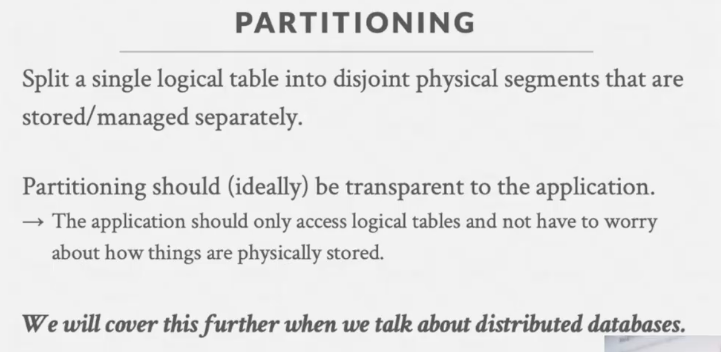 PARTITIONING
Split a single logical table into disjoint physical segments that are
stored/managed separately.
Partitioning should (ideally) be transparent to the application.
→ The application should only access logical tables and not have to worry
about how things are physically stored.
We will cover this further when we talk about distributed databases.